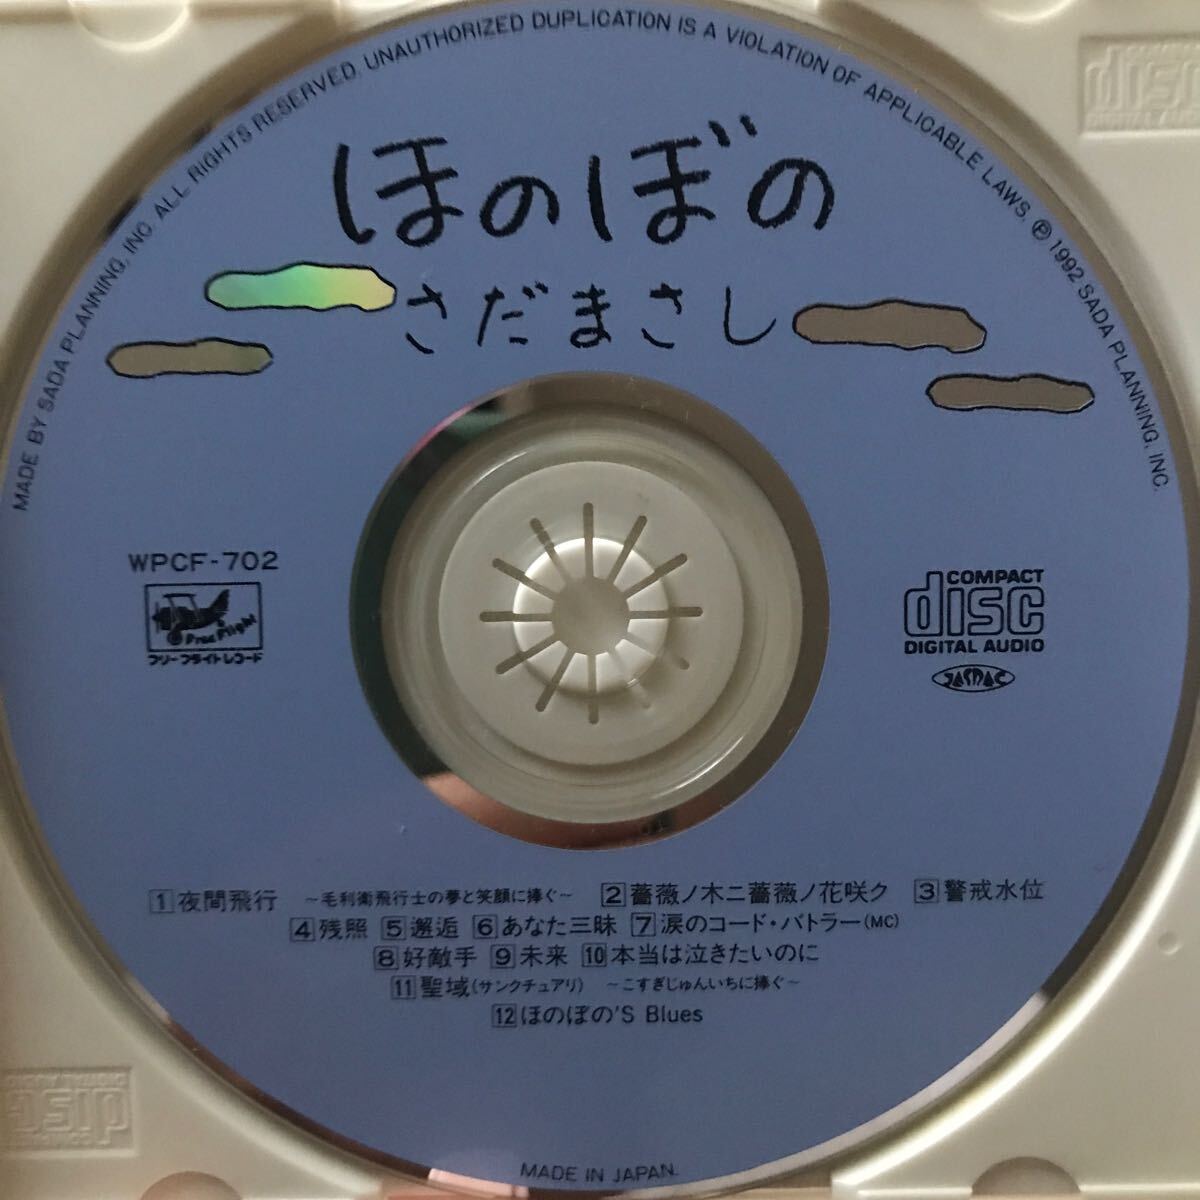 MADE BY SADA PLANNING, INC. ALL RIGHTS RESERVED. UNAUTHORIZED DUPLICATION IS A VIOLATION OF APPLICABLE LAWS. ℗ 1992 SADA PLANNING, INC.
ほのぼの
さだまさし
WPCF-702
Free Flight
フリーフライトレコード
COMPACT
disc
DIGITAL AUDIO
JASRAC
1 夜間飛行 〜毛利衛飛行士の夢と笑顔に捧ぐ〜 2 薔薇ノ木ニ薔薇ノ花咲ク 3 警戒水位
4 残照 5 邂逅 6 あなた三昧 7 涙のコード・バトラー(MC)
8 好敵手 9 未来 10 本当は泣きたいのに
11 聖域(サンクチュアリ) 〜こすぎじゅんいちに捧ぐ〜
12 ほのぼの'S Blues
MADE IN JAPAN.